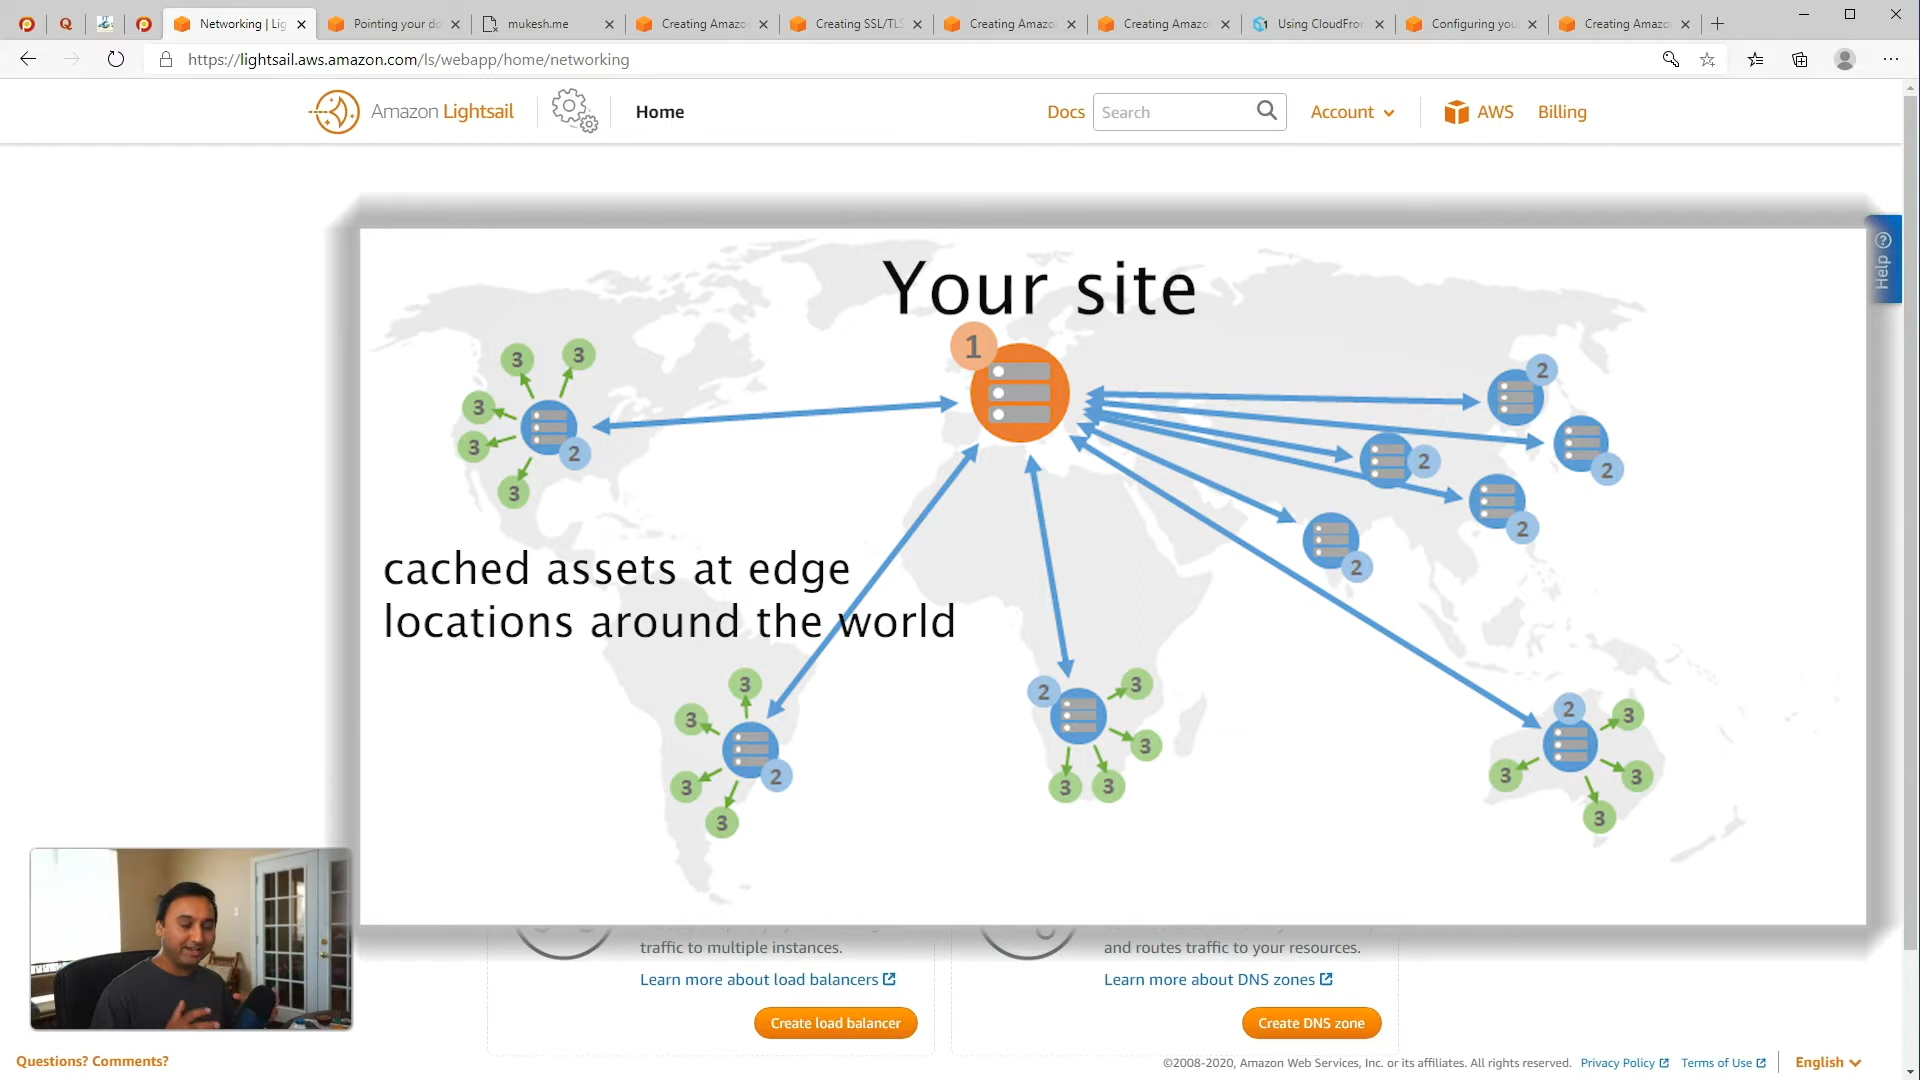 Networking | Lig
Pointing your do
mukesh.me
Creating Amazo
Creating SSL/TLS
Creating Amazo
Creating Amazo
Using CloudFron
Configuring you
Creating Amazo
https://lightsail.aws.amazon.com/ls/webapp/home/networking
Amazon Lightsail
Home
Docs
Search
Account
AWS
Billing
Help
Your site
1
3 3
3
3
2
3
2
2
2
2
2
cached assets at edge
locations around the world
3
3
3
2
3
2
3
3
3
3
2
3
3
3
3
traffic to multiple instances.
Learn more about load balancers
Create load balancer
and routes traffic to your resources.
Learn more about DNS zones
Create DNS zone
Questions? Comments?
©2008-2020, Amazon Web Services, Inc. or its affiliates. All rights reserved.
Privacy Policy
Terms of Use
English